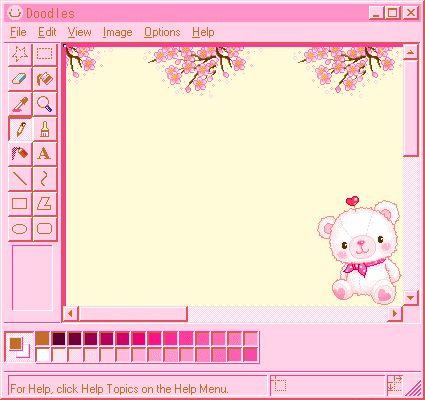 Doodles
File Edit View Image Options Help
A
For Help, click Help Topics on the Help Menu.